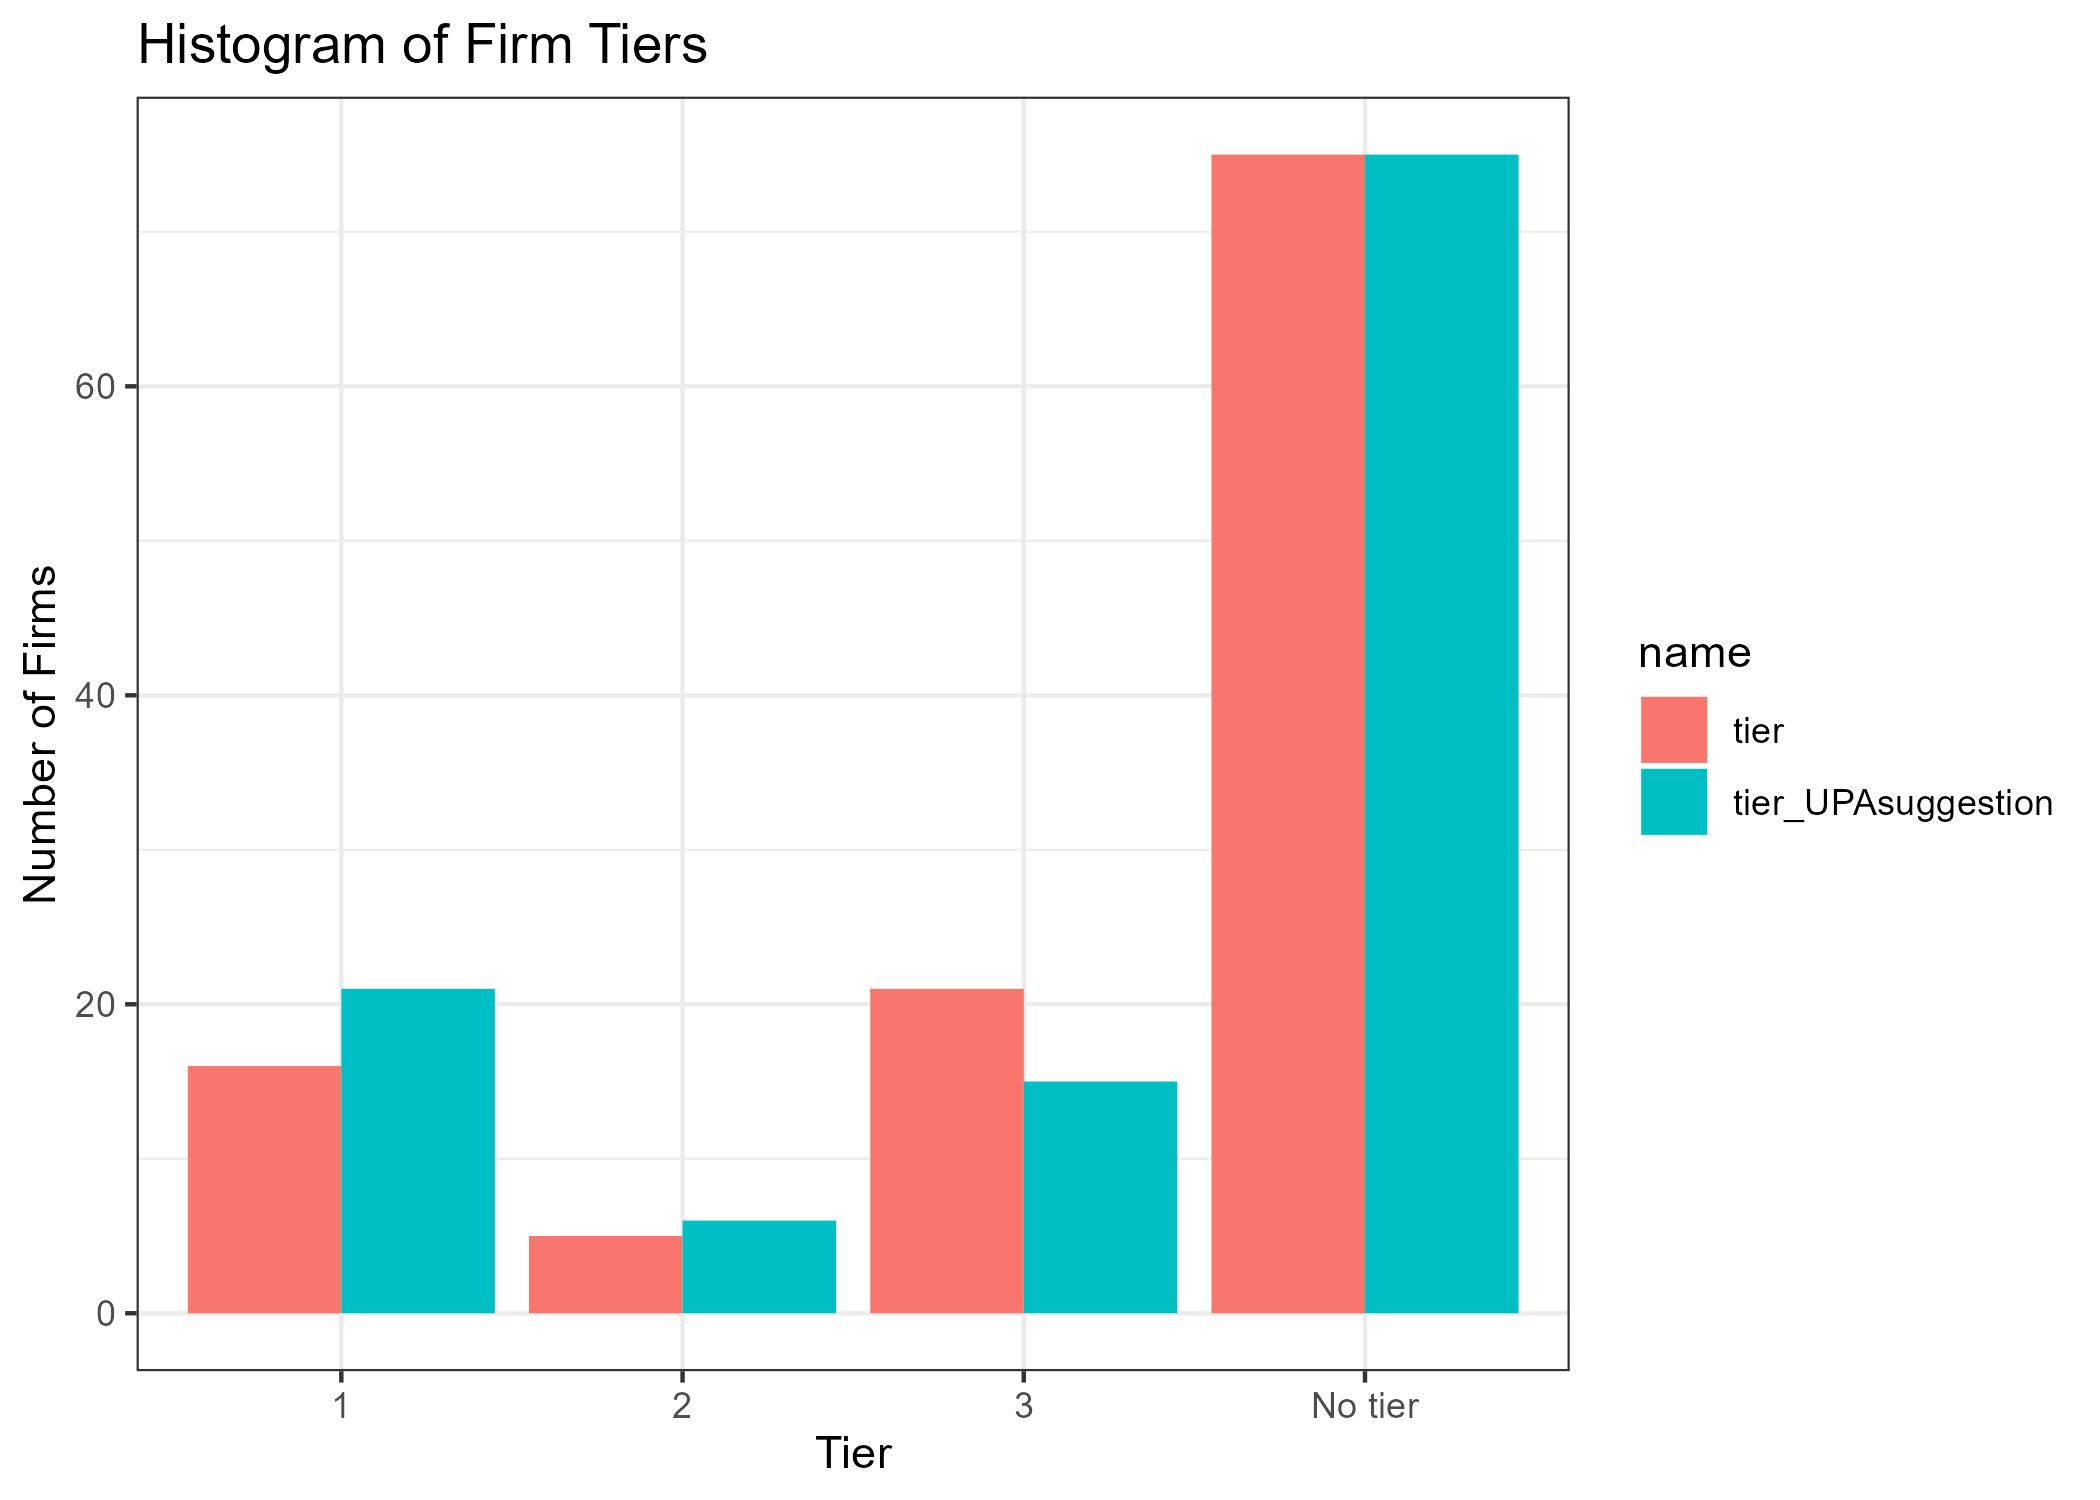 Histogram of Firm Tiers
Number of Firms
60
40
20
0
1
2
3
No tier
Tier
name
tier
tier_UPAsuggestion